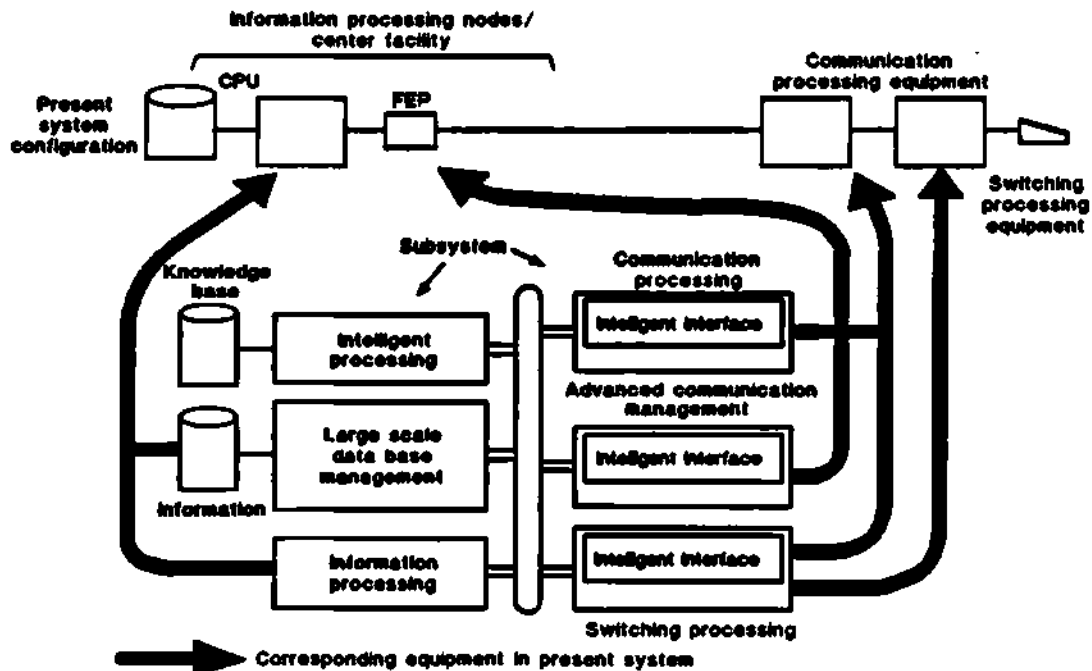 Information processing nodes/
center facility
CPU
FEP
Communication
processing equipment
Present
system
configuration
Switching
processing
equipment
Subsystem
Knowledge
base
Communication
processing
Intelligent
processing
Intelligent interface
Advanced communication
management
Large scale
data base
management
Intelligent interface
Information
Information
processing
Intelligent interface
Switching processing
Corresponding equipment in present system